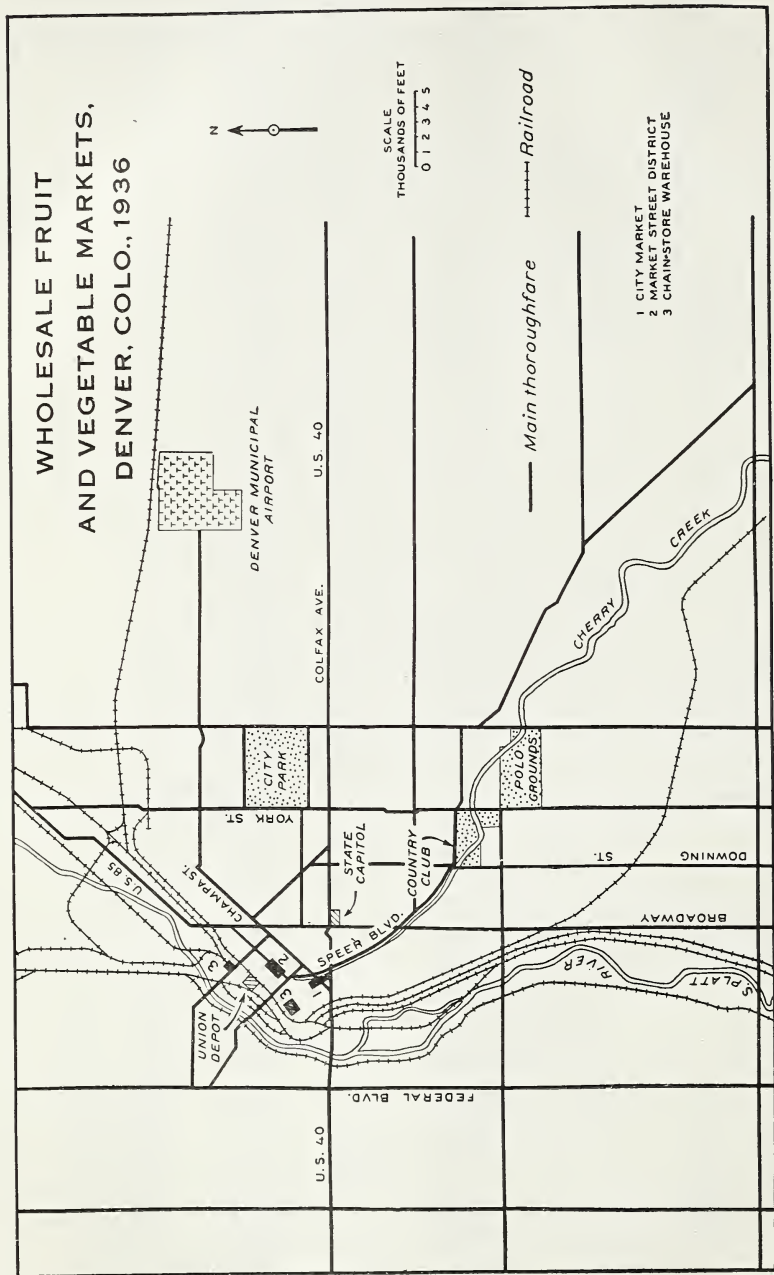 WHOLESALE FRUIT
AND VEGETABLE MARKETS,
DENVER, COLO., 1936
N
SCALE
THOUSANDS OF FEET
0 1 2 3 4 5
Main thoroughfare
Railroad
1 CITY MARKET
2 MARKET STREET DISTRICT
3 CHAIN-STORE WAREHOUSE
DENVER MUNICIPAL
AIRPORT
U.S. 40
COLFAX AVE.
CITY
PARK
YORK ST.
U.S. 85
CHAMPA ST.
STATE
CAPITOL
COUNTRY
CLUB
POLO
GROUNDS
CHERRY
CREEK
DOWNING
ST.
BROADWAY
SPEER BLVD.
3
2
3
1
UNION
DEPOT
S. PLATT
RIVER
FEDERAL BLVD.
U.S. 40